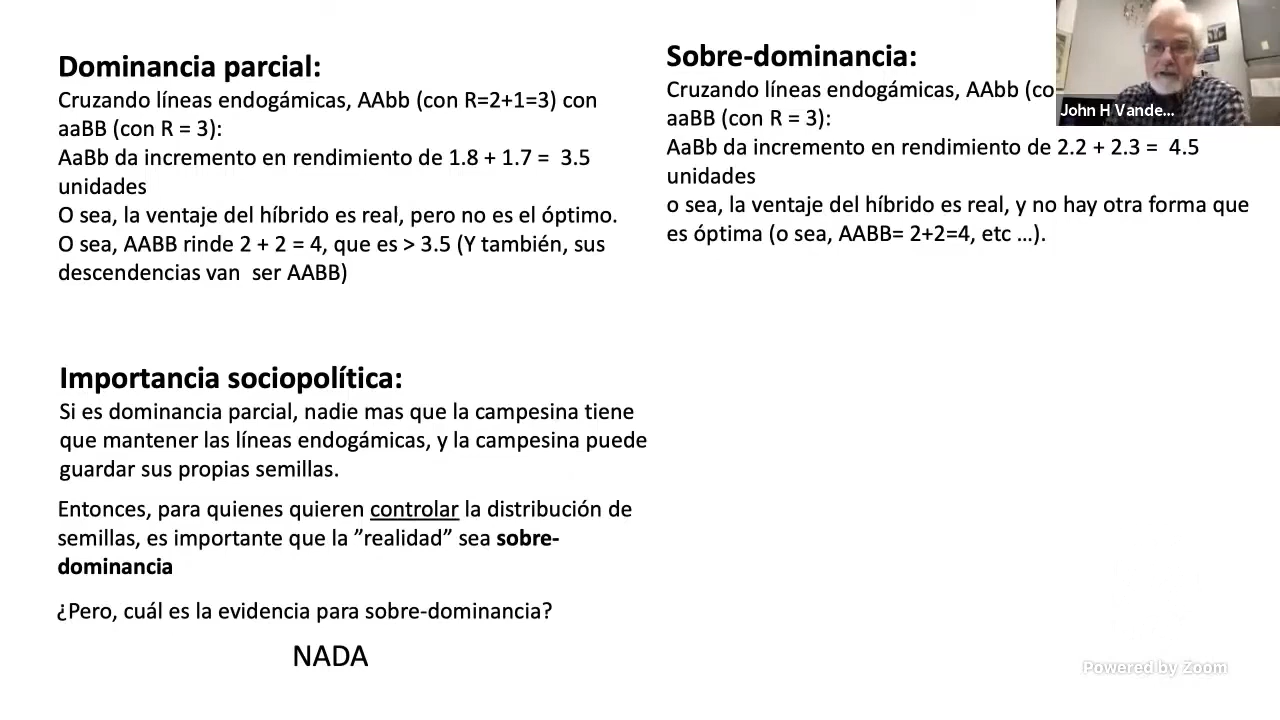 Dominancia parcial:
Cruzando líneas endogámicas, AAbb (con R=2+1=3) con
aaBB (con R = 3):
AaBb da incremento en rendimiento de 1.8 + 1.7 = 3.5
unidades
O sea, la ventaje del híbrido es real, pero no es el óptimo.
O sea, AABB rinde 2 + 2 = 4, que es > 3.5 (Y también, sus
descendencias van ser AABB)
Sobre-dominancia:
Cruzando líneas endogámicas, AAbb (co
aaBB (con R = 3):
AaBb da incremento en rendimiento de 2.2 + 2.3 = 4.5
unidades
o sea, la ventaje del híbrido es real, y no hay otra forma que
es óptima (o sea, AABB= 2+2=4, etc …).
John H Vande...
Importancia sociopolítica:
Si es dominancia parcial, nadie mas que la campesina tiene
que mantener las líneas endogámicas, y la campesina puede
guardar sus propias semillas.
Entonces, para quienes quieren controlar la distribución de
semillas, es importante que la ”realidad” sea sobre-
dominancia
¿Pero, cuál es la evidencia para sobre-dominancia?
NADA
Powered by Zoom